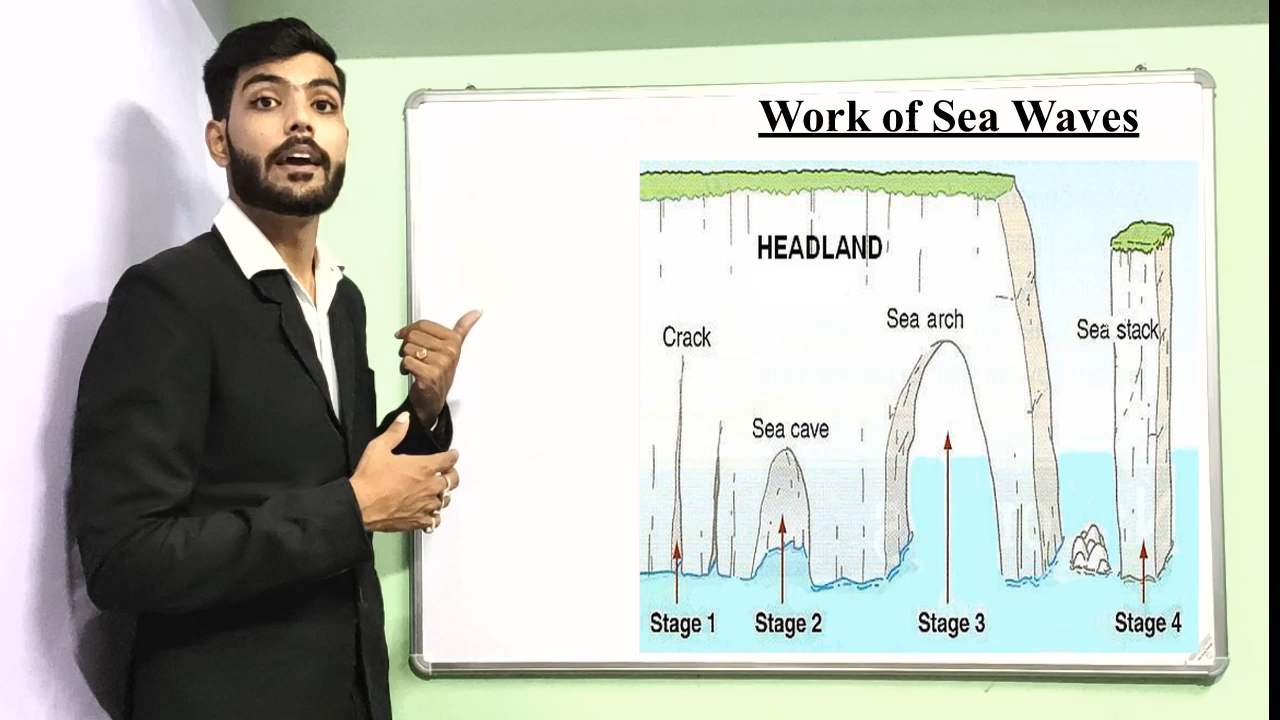 Work of Sea Waves
HEADLAND
Sea arch
Crack
Sea stack
Sea cave
Stage 1
Stage 2
Stage 3
Stage 4